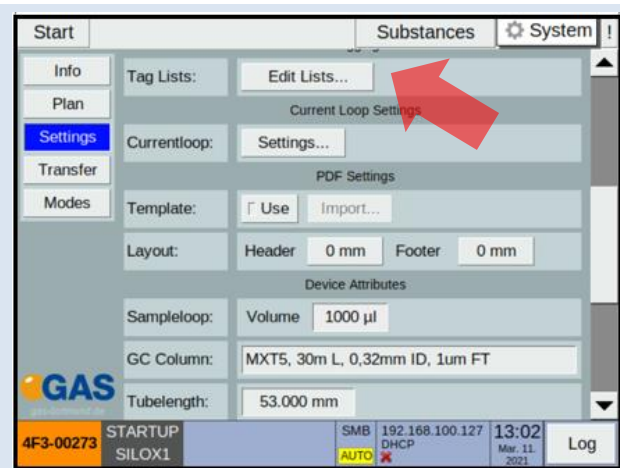 Start Substances System !
Info
Plan
Settings
Transfer
Modes
Tag Lists: Edit Lists...
Current Loop Settings
Currentloop: Settings...
PDF Settings
Template: Use Import...
Layout: Header 0 mm Footer 0 mm
Device Attributes
Sampleloop: Volume 1000 µl
GC Column: MXT5, 30m L, 0,32mm ID, 1um FT
Tubelength: 53.000 mm
GAS
gas-dortmund.de
4F3-00273
STARTUP
SILOX1
SMB
AUTO
192.168.100.127
DHCP
13:02
Mar. 11.
2021
Log